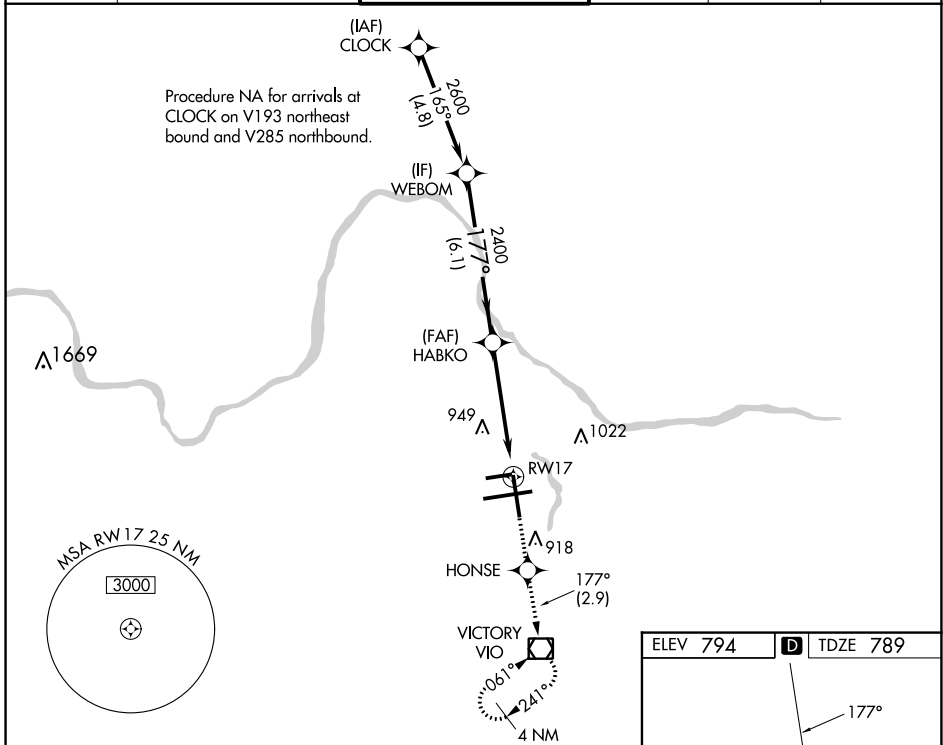 (IAF)
CLOCK
2600
165°
(4.8)
Procedure NA for arrivals at
CLOCK on V193 northeast
bound and V285 northbound.
(IF)
WEBOM
2400
177°
(6.1)
(FAF)
HABKO
1669
949
1022
RW17
918
MSA RW17 25 NM
3000
HONSE
177°
(2.9)
VICTORY
VIO
061°
241°
4 NM
ELEV 794 D TDZE 789
177°